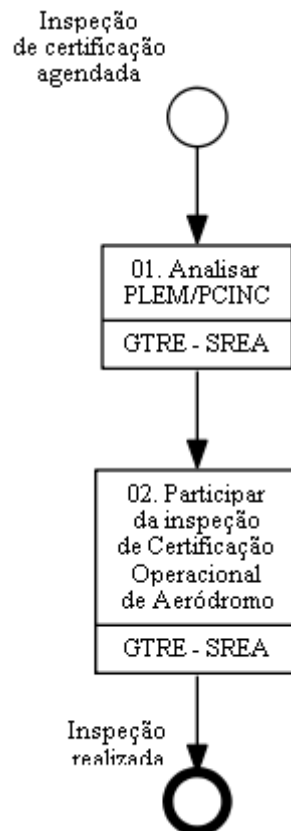 Inspeção
de certificação
agendada
01. Analisar
PLEM/PCINC
GTRE - SREA
02. Participar
da inspeção
de Certificação
Operacional
de Aeródromo
GTRE - SREA
Inspeção
realizada